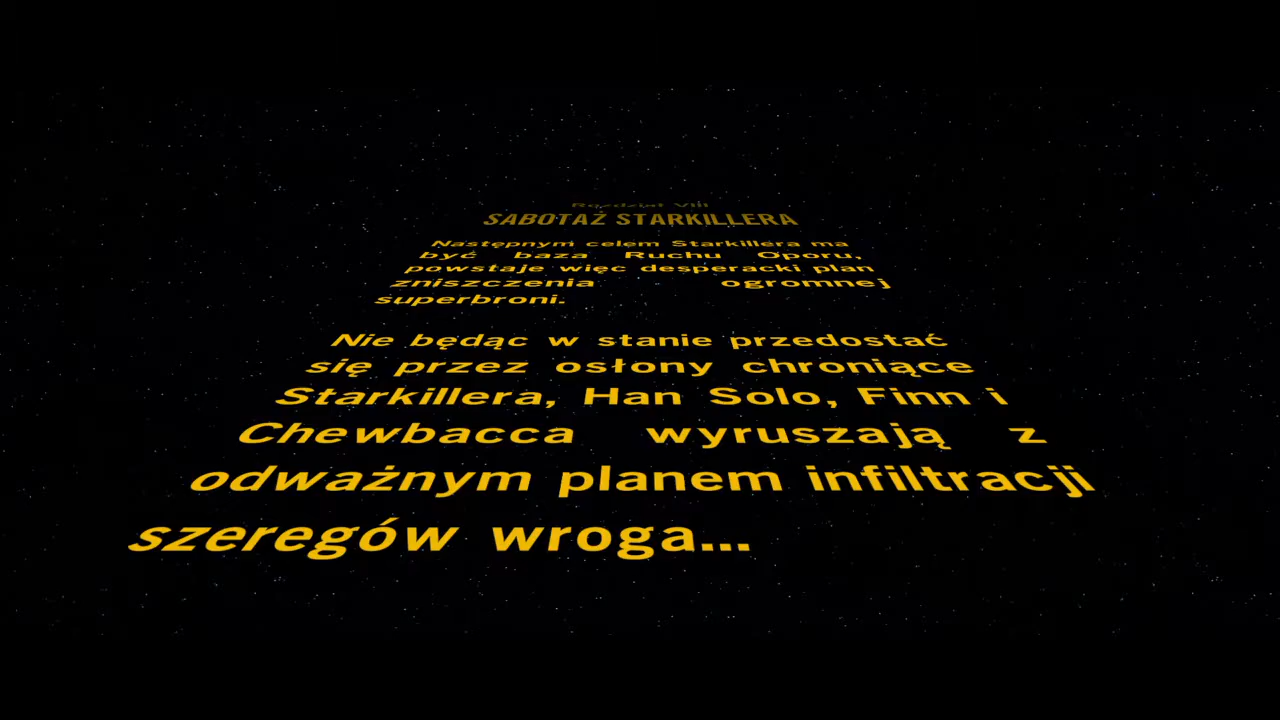 Rozdział VIII
SABOTAŻ STARKILLERA
Następnym celem Starkillera ma
być baza Ruchu Oporu,
powstaje więc desperacki plan
zniszczenia ogromnej
superbroni.
Nie będąc w stanie przedostać
się przez osłony chroniące
Starkillera, Han Solo, Finn i
Chewbacca wyruszają z
odważnym planem infiltracji
szeregów wroga...